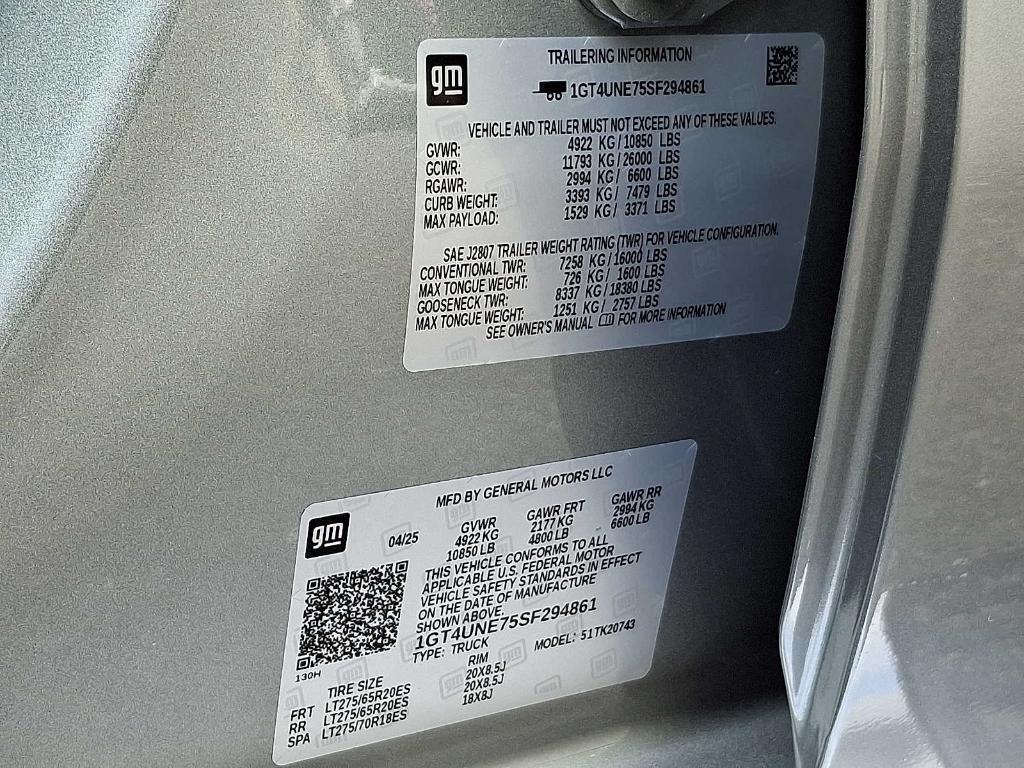 gm
TRAILERING INFORMATION
1GT4UNE75SF294861
VEHICLE AND TRAILER MUST NOT EXCEED ANY OF THESE VALUES.
GVWR: 4922 KG/10850 LBS
GCWR: 11793 KG/26000 LBS
RGAWR: 2994 KG/ 6600 LBS
CURB WEIGHT: 3393 KG/ 7479 LBS
MAX PAYLOAD: 1529 KG/ 3371 LBS
SAE J2807 TRAILER WEIGHT RATING (TWR) FOR VEHICLE CONFIGURATION.
CONVENTIONAL TWR: 7258 KG/16000 LBS
MAX TONGUE WEIGHT: 726 KG/ 1600 LBS
GOOSENECK TWR: 8337 KG/18380 LBS
MAX TONGUE WEIGHT: 1251 KG/ 2757 LBS
SEE OWNER'S MANUAL FOR MORE INFORMATION
gm
MFD BY GENERAL MOTORS LLC
04/25 GVWR GAWR FRT GAWR RR
4922 KG 2177 KG 2994 KG
10850 LB 4800 LB 6600 LB
THIS VEHICLE CONFORMS TO ALL
APPLICABLE U.S. FEDERAL MOTOR
VEHICLE SAFETY STANDARDS IN EFFECT
ON THE DATE OF MANUFACTURE
SHOWN ABOVE.
1GT4UNE75SF294861
TYPE: TRUCK MODEL: 51TK20743
130H
TIRE SIZE RIM
FRT LT275/65R20ES 20X8.5J
RR LT275/65R20ES 20X8.5J
SPA LT275/70R18ES 18X8J